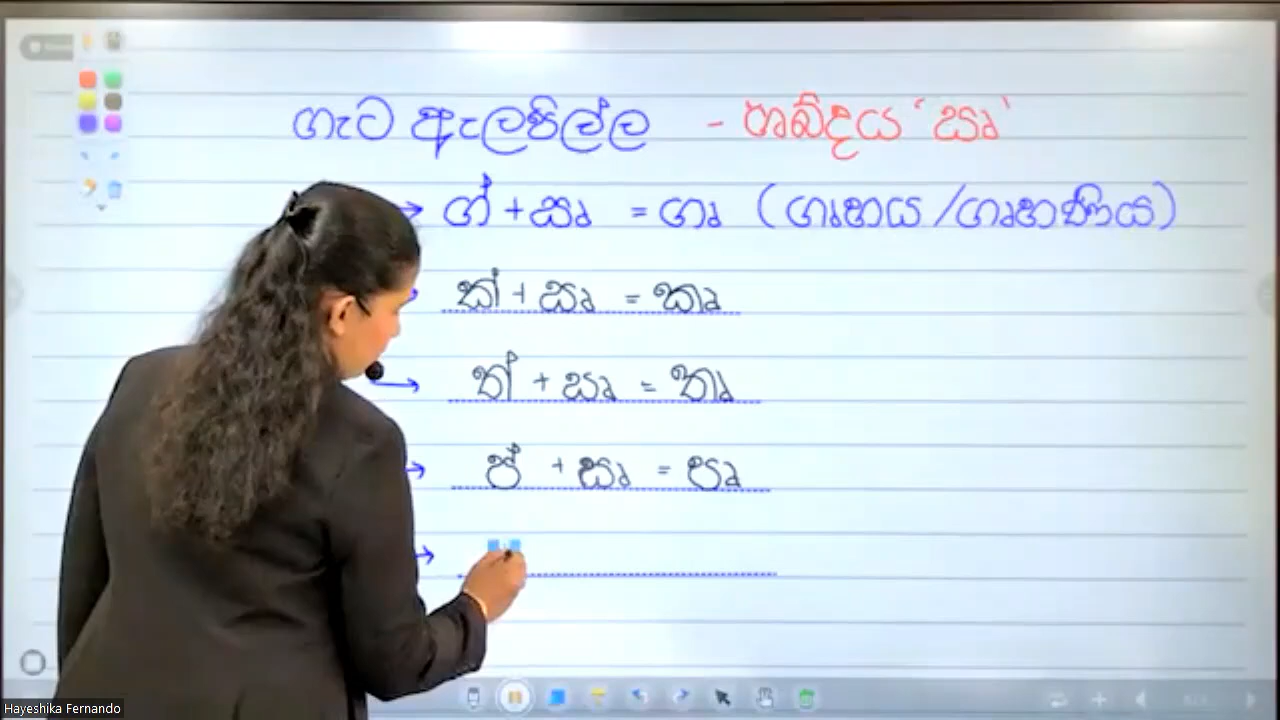 ගැට ඇලපිල්ල - ශබ්දය ‘ සෘ ’
→ ග් + සෘ = ගෘ ( ගෘහය / ගෘහණිය )
ක් + සෘ = කෘ
→ ත් + සෘ = තෘ
→ ප් + සෘ = පෘ
→
Hayeshika Fernando